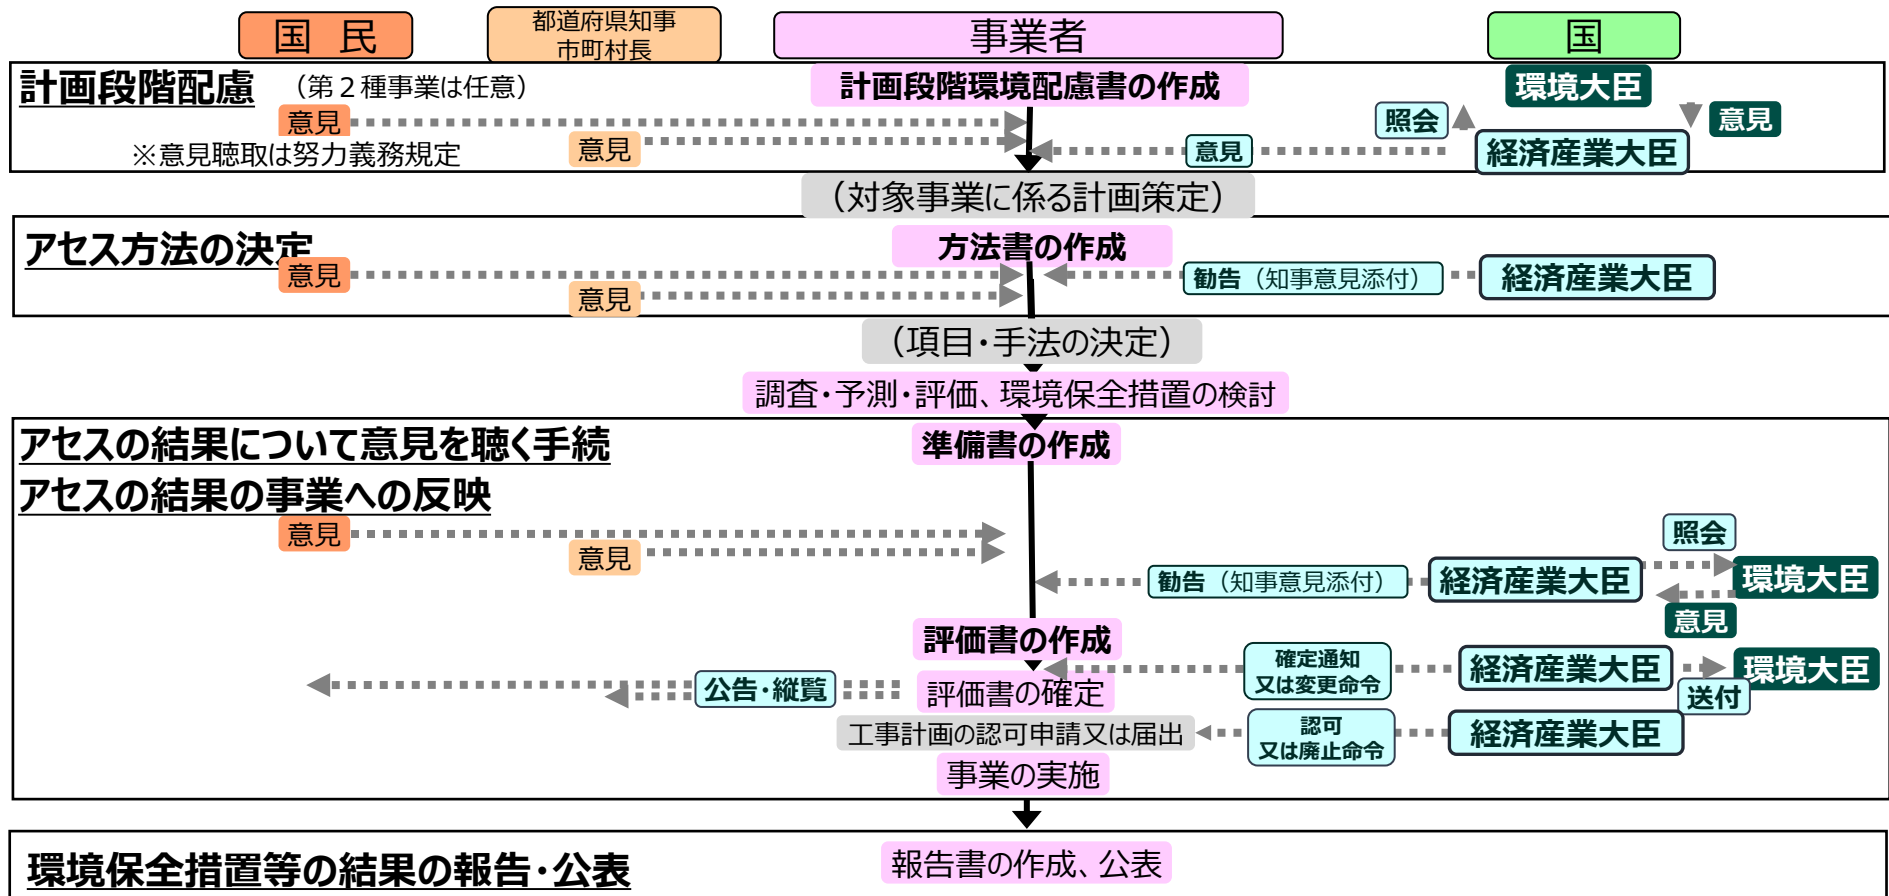 国 民
都道府県知事
市町村長
事業者
国
計画段階配慮
（第２種事業は任意）
計画段階環境配慮書の作成
環境大臣
意見
照会
意見
※意見聴取は努力義務規定
意見
意見
経済産業大臣
（対象事業に係る計画策定）
アセス方法の決定
方法書の作成
意見
勧告（知事意見添付）
経済産業大臣
意見
（項目・手法の決定）
調査・予測・評価、環境保全措置の検討
アセスの結果について意見を聴く手続
準備書の作成
アセスの結果の事業への反映
意見
意見
照会
勧告（知事意見添付）
経済産業大臣
環境大臣
意見
評価書の作成
確定通知
又は変更命令
経済産業大臣
環境大臣
公告・縦覧
評価書の確定
送付
工事計画の認可申請又は届出
認可
又は廃止命令
経済産業大臣
事業の実施
環境保全措置等の結果の報告・公表
報告書の作成、公表